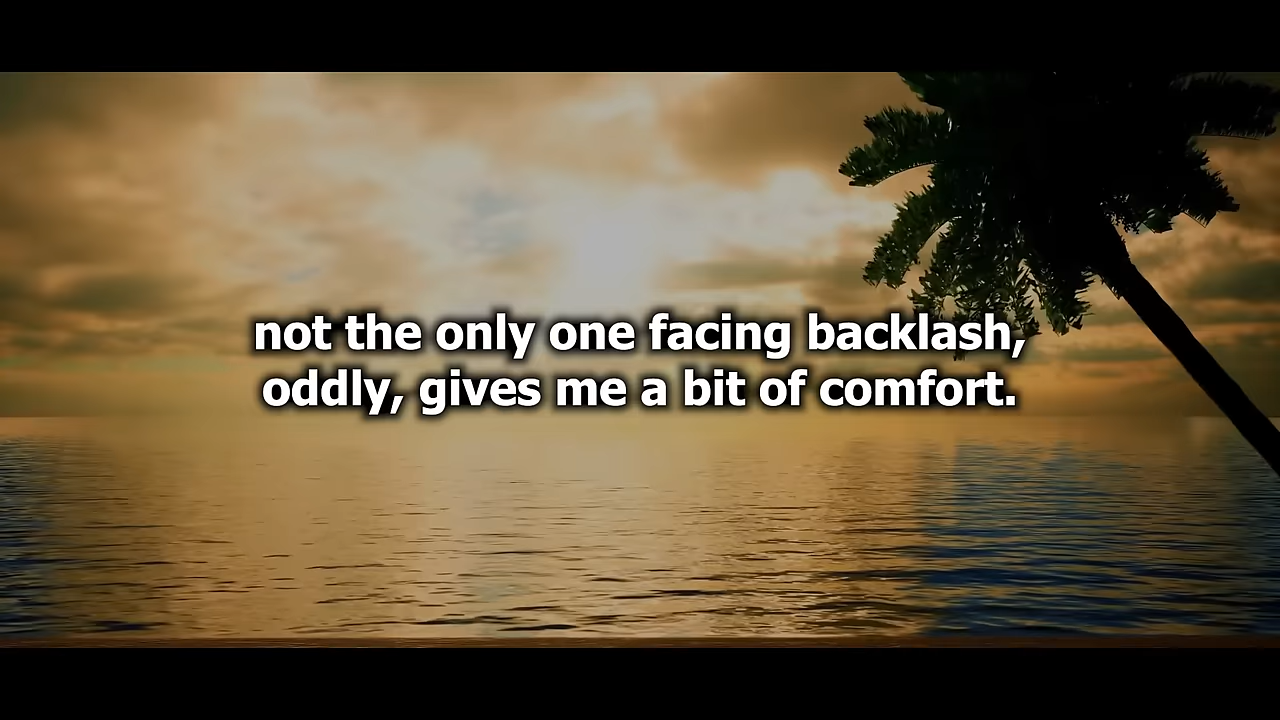 not the only one facing backlash,
oddly, gives me a bit of comfort.